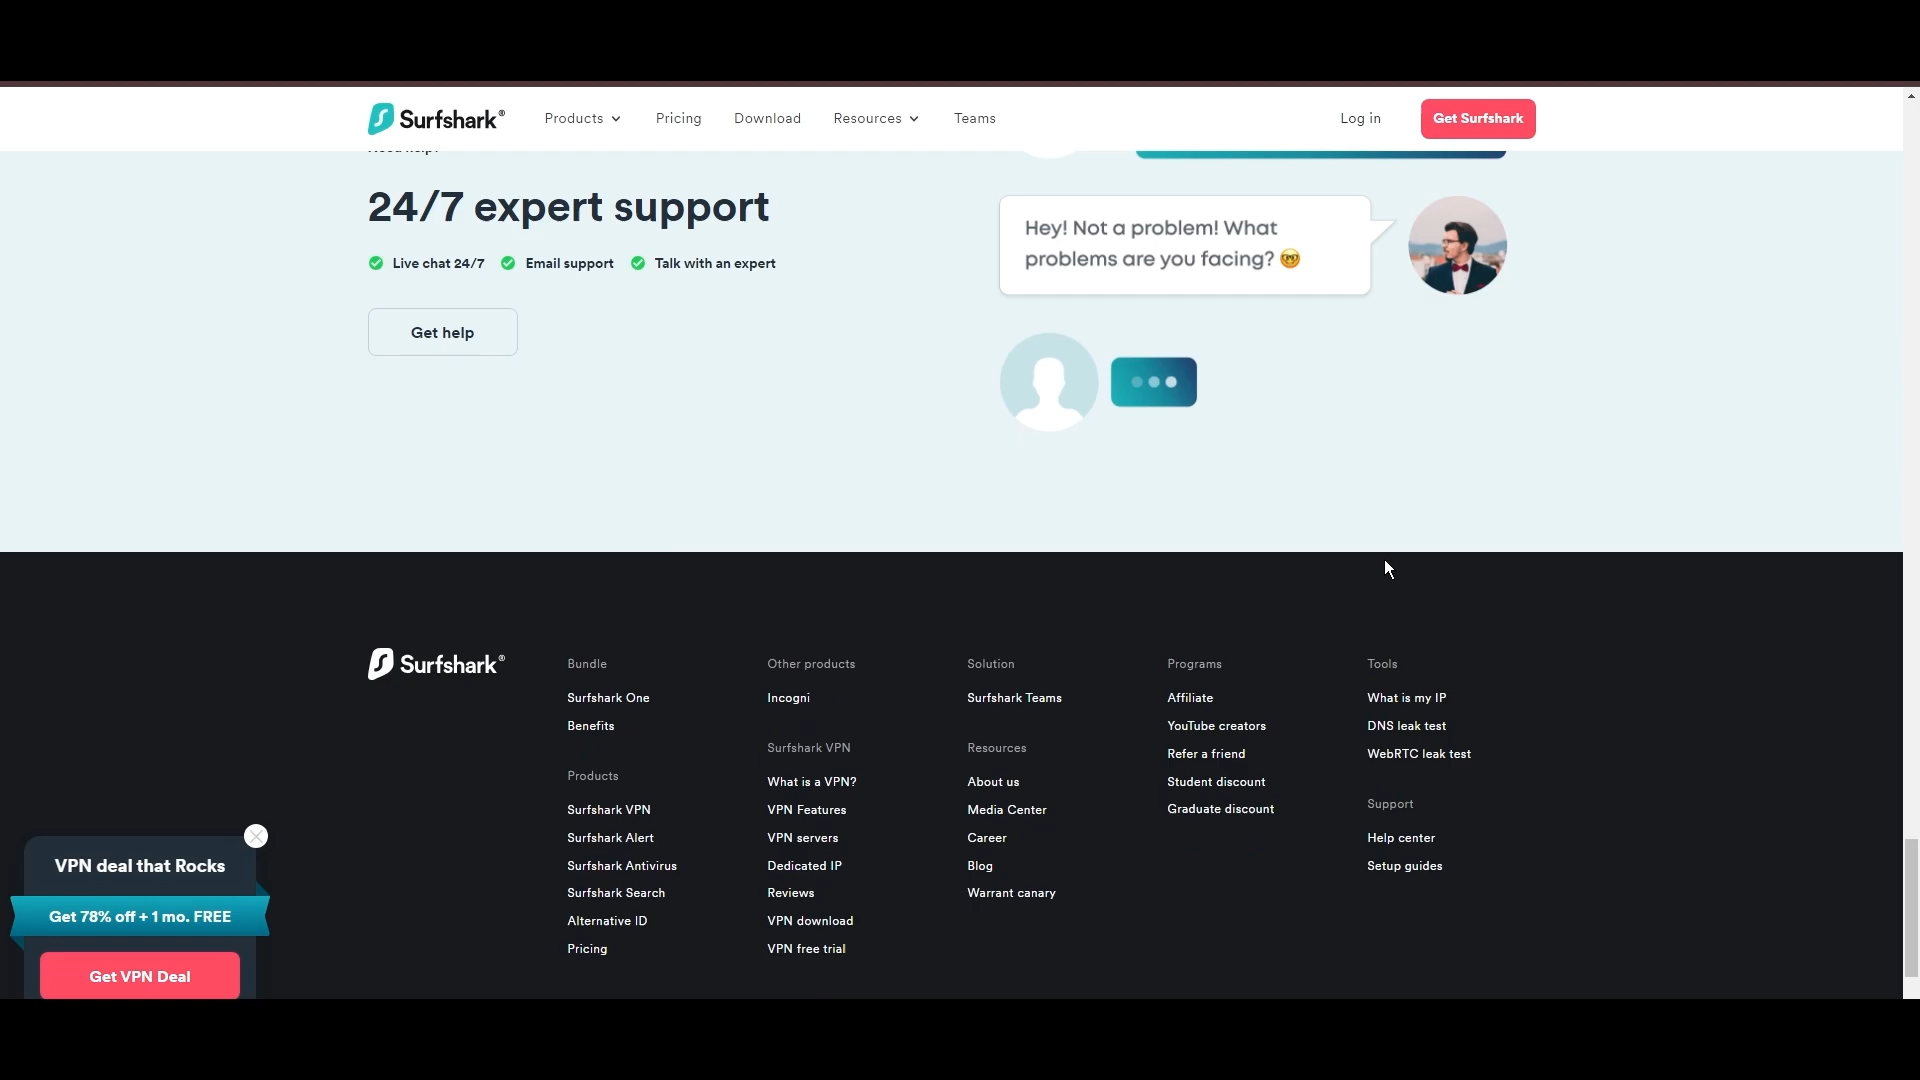 Surfshark®
Products
Pricing
Download
Resources
Teams
Log in
Get Surfshark
Need help?
24/7 expert support
Live chat 24/7
Email support
Talk with an expert
Get help
Hey! Not a problem! What
problems are you facing? 🤓
Surfshark®
Bundle
Surfshark One
Benefits
Products
Surfshark VPN
Surfshark Alert
Surfshark Antivirus
Surfshark Search
Alternative ID
Pricing
Other products
Incogni
Surfshark VPN
What is a VPN?
VPN Features
VPN servers
Dedicated IP
Reviews
VPN download
VPN free trial
Solution
Surfshark Teams
Resources
About us
Media Center
Career
Blog
Warrant canary
Programs
Affiliate
YouTube creators
Refer a friend
Student discount
Graduate discount
Tools
What is my IP
DNS leak test
WebRTC leak test
Support
Help center
Setup guides
VPN deal that Rocks
Get 78% off + 1 mo. FREE
Get VPN Deal